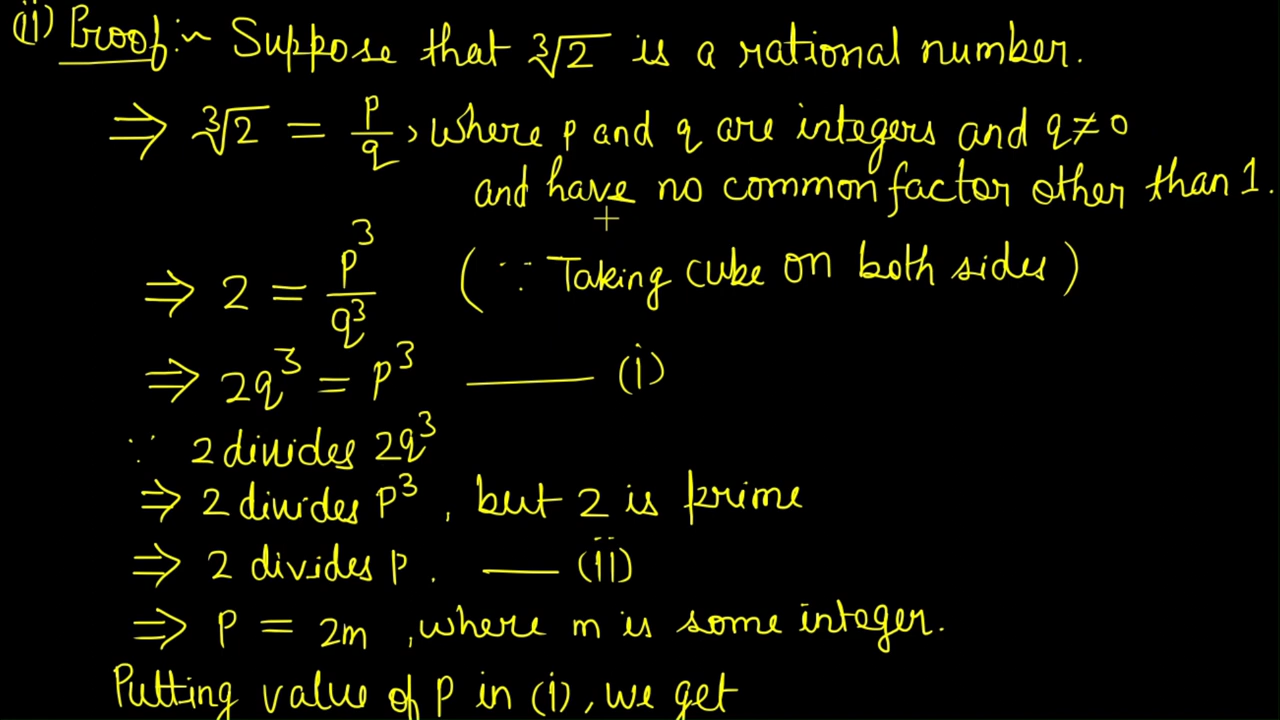 (ii) Proof:~ Suppose that ∛2 is a rational number.
⇒ ∛2 = p/q, where p and q are integers and q ≠ 0
and have no common factor other than 1.
⇒ 2 = p³/q³ (∵ Taking cube on both sides)
⇒ 2q³ = p³ —— (i)
∵ 2 divides 2q³
⇒ 2 divides p³, but 2 is prime
⇒ 2 divides p. —— (ii)
⇒ p = 2m, where m is some integer.
Putting value of p in (i), we get